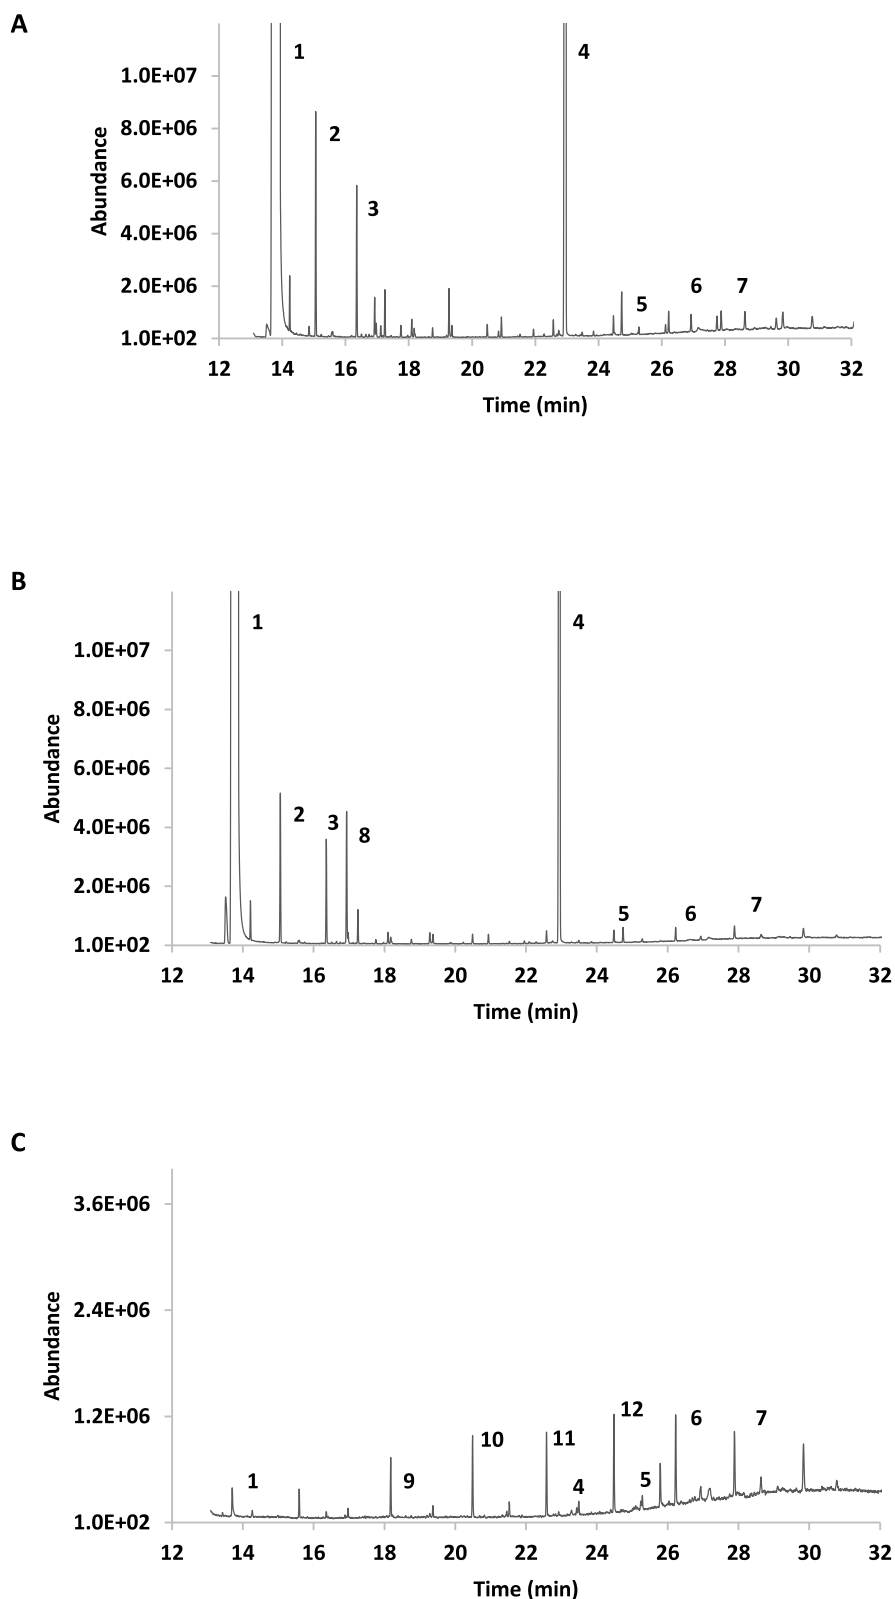 A
1
4
1.0E+07
8.0E+06
2
6.0E+06
3
4.0E+06
2.0E+06
5
6
7
1.0E+02
Abundance
12 14 16 18 20 22 24 26 28 30 32
Time (min)
B
1
4
1.0E+07
8.0E+06
6.0E+06
2
3
8
4.0E+06
2.0E+06
5
6
7
1.0E+02
Abundance
12 14 16 18 20 22 24 26 28 30 32
Time (min)
C
3.6E+06
2.4E+06
1.2E+06
1
9
10
11
4
12
5
6
7
1.0E+02
Abundance
12 14 16 18 20 22 24 26 28 30 32
Time (min)